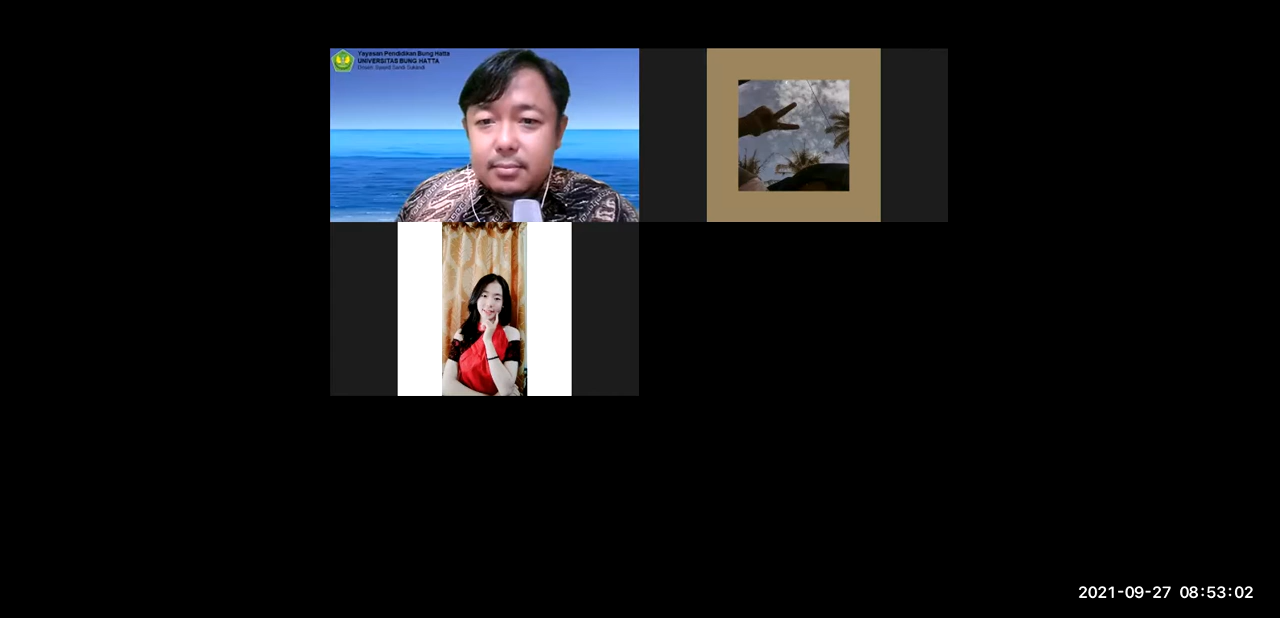 Yayasan Pendidikan Bung Hatta
UNIVERSITAS BUNG HATTA
2021-09-27 08:53:02